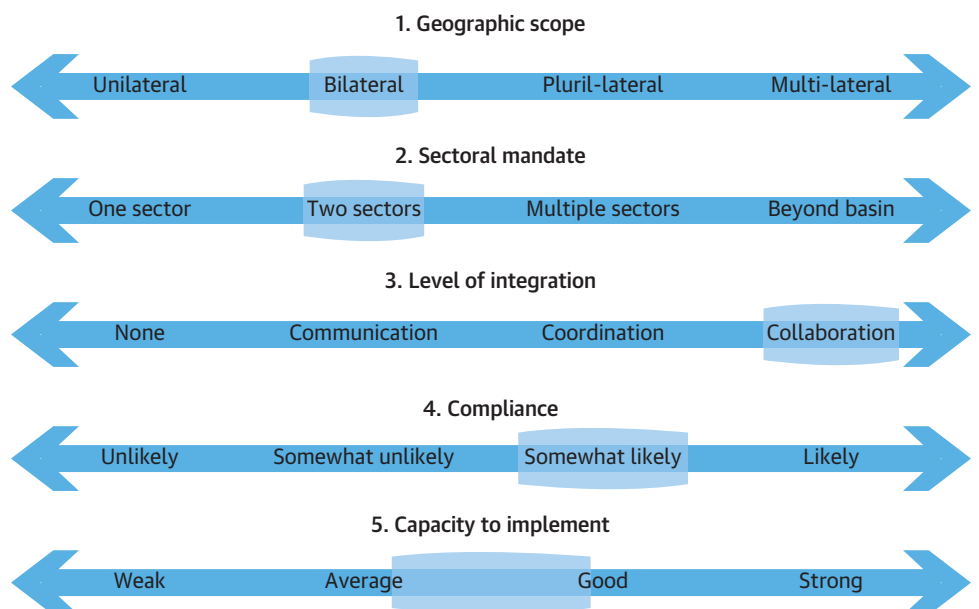 1. Geographic scope
Unilateral Bilateral Pluril-lateral Multi-lateral
2. Sectoral mandate
One sector Two sectors Multiple sectors Beyond basin
3. Level of integration
None Communication Coordination Collaboration
4. Compliance
Unlikely Somewhat unlikely Somewhat likely Likely
5. Capacity to implement
Weak Average Good Strong